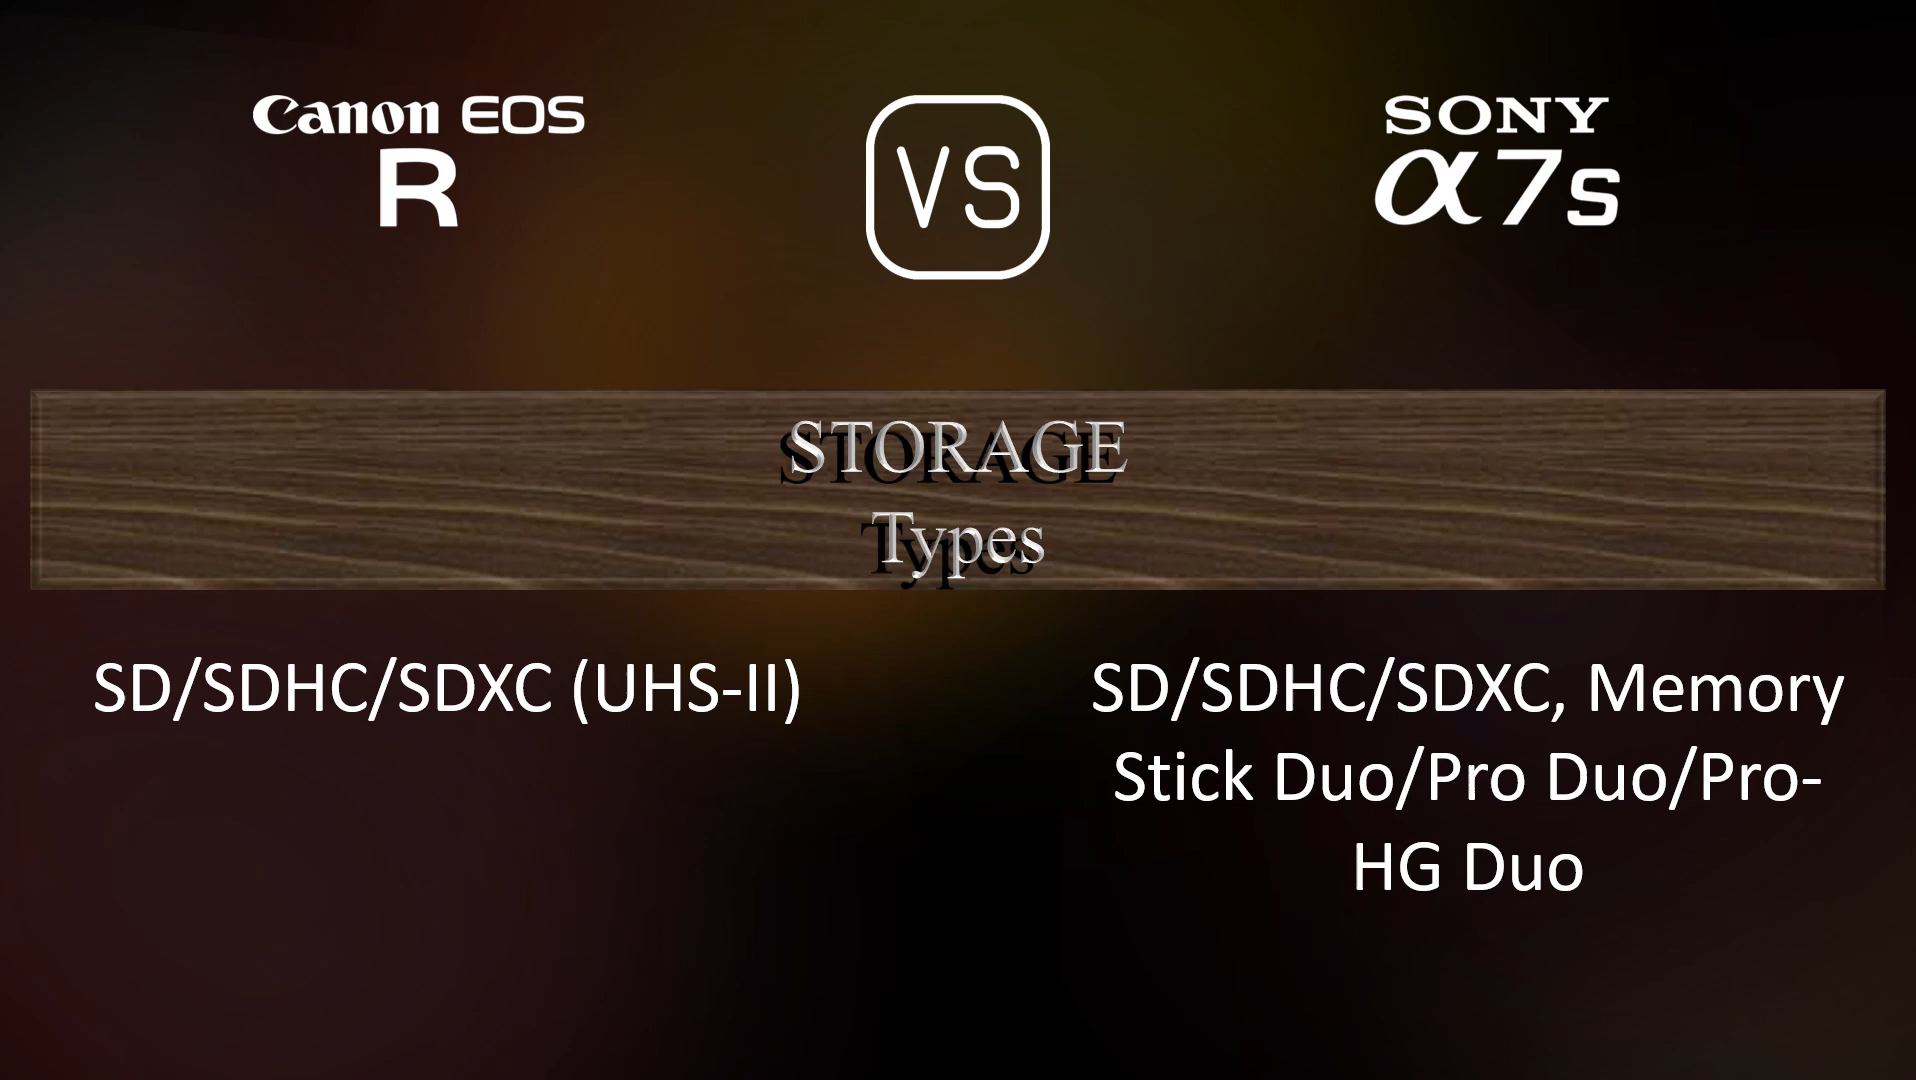 Canon EOS
R
VS
SONY
α7s
STORAGE
Types
SD/SDHC/SDXC (UHS-II)
SD/SDHC/SDXC, Memory
Stick Duo/Pro Duo/Pro-
HG Duo